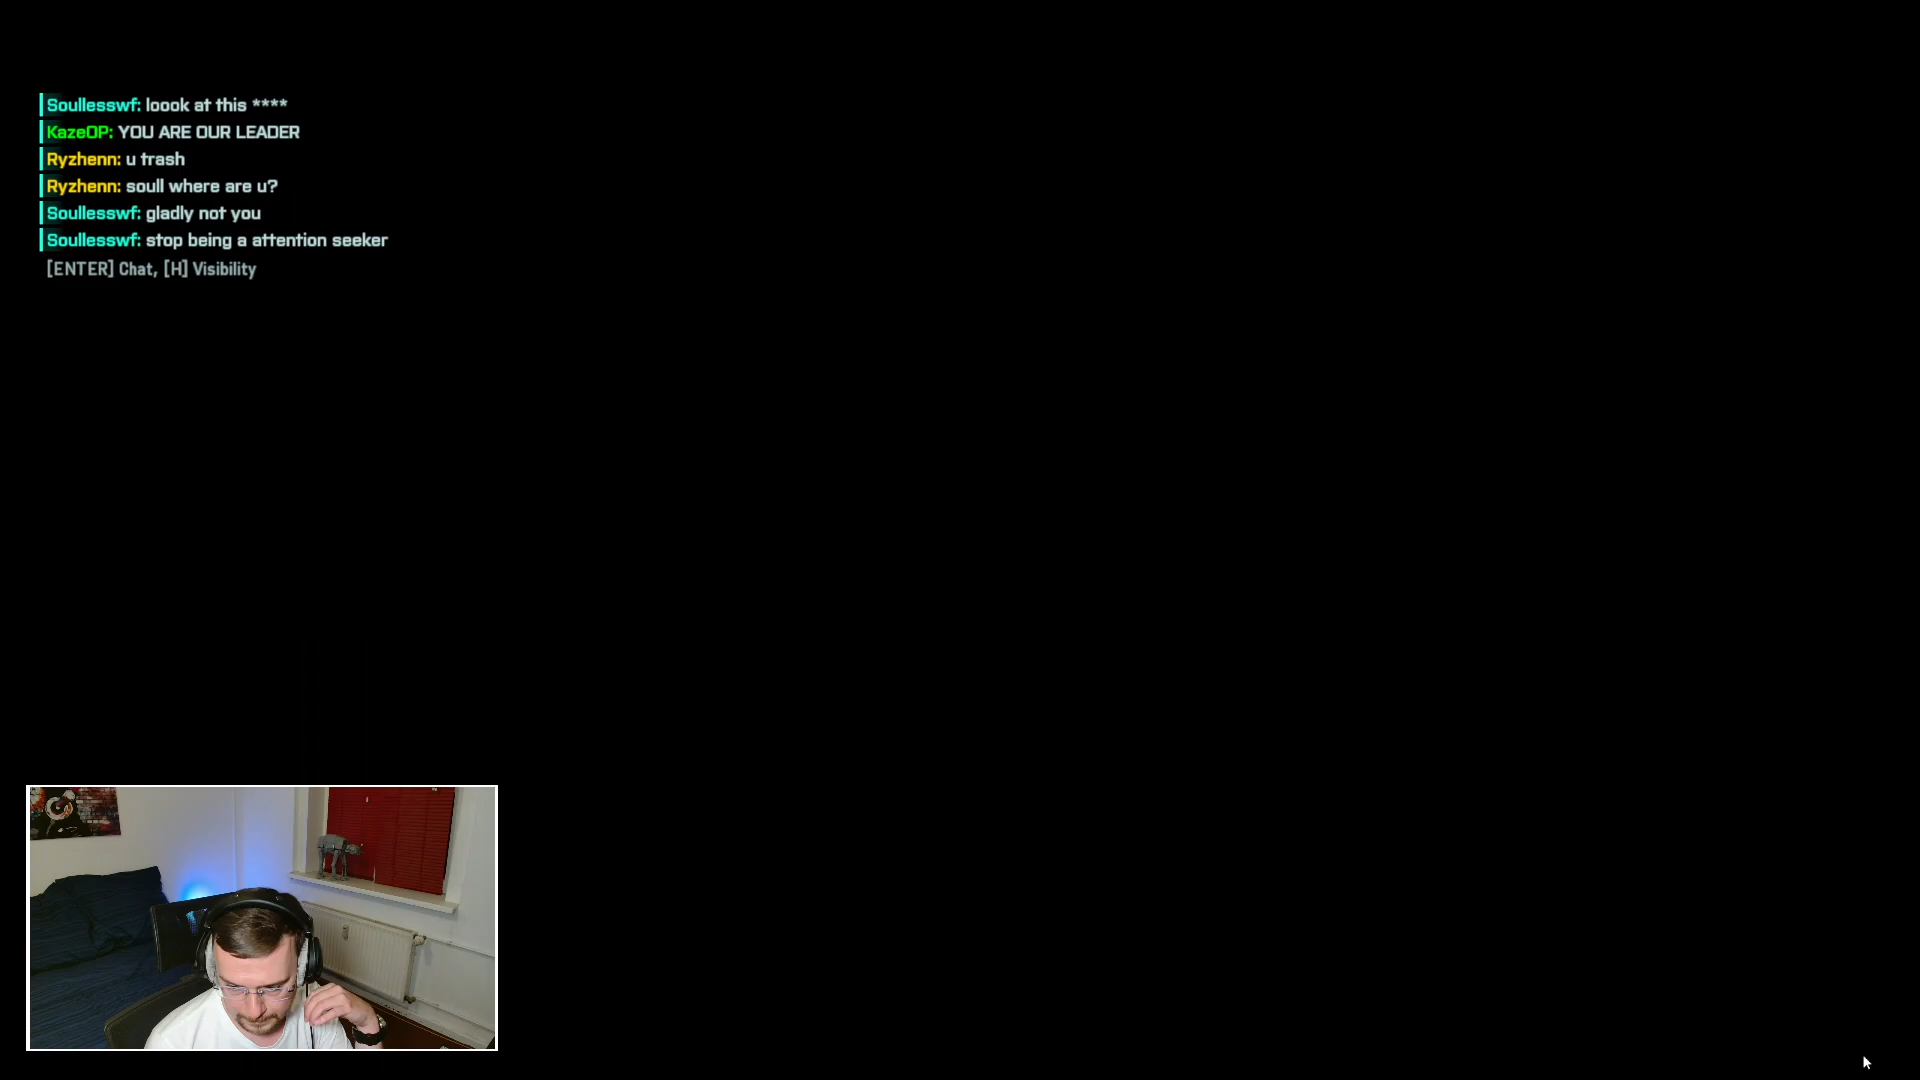 Soullesswf: loook at this ****
KazeOP: YOU ARE OUR LEADER
Ryzhenn: u trash
Ryzhenn: soull where are u?
Soullesswf: gladly not you
Soullesswf: stop being a attention seeker
[ENTER] Chat, [H] Visibility